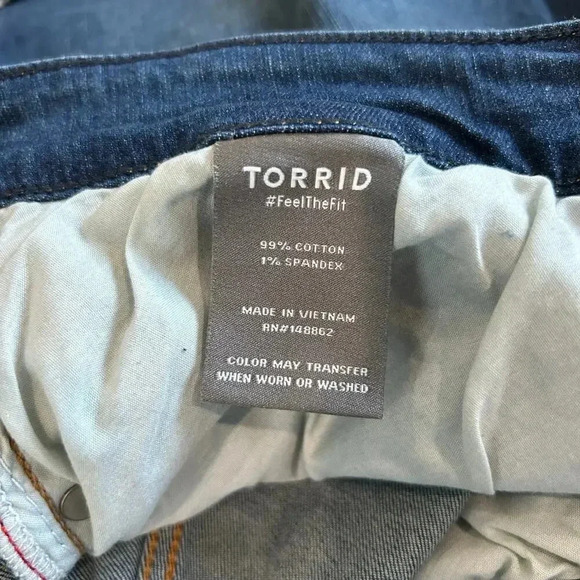 TORRID
#FeelTheFit
99% COTTON
1% SPANDEX
MADE IN VIETNAM
RN#148862
COLOR MAY TRANSFER
WHEN WORN OR WASHED